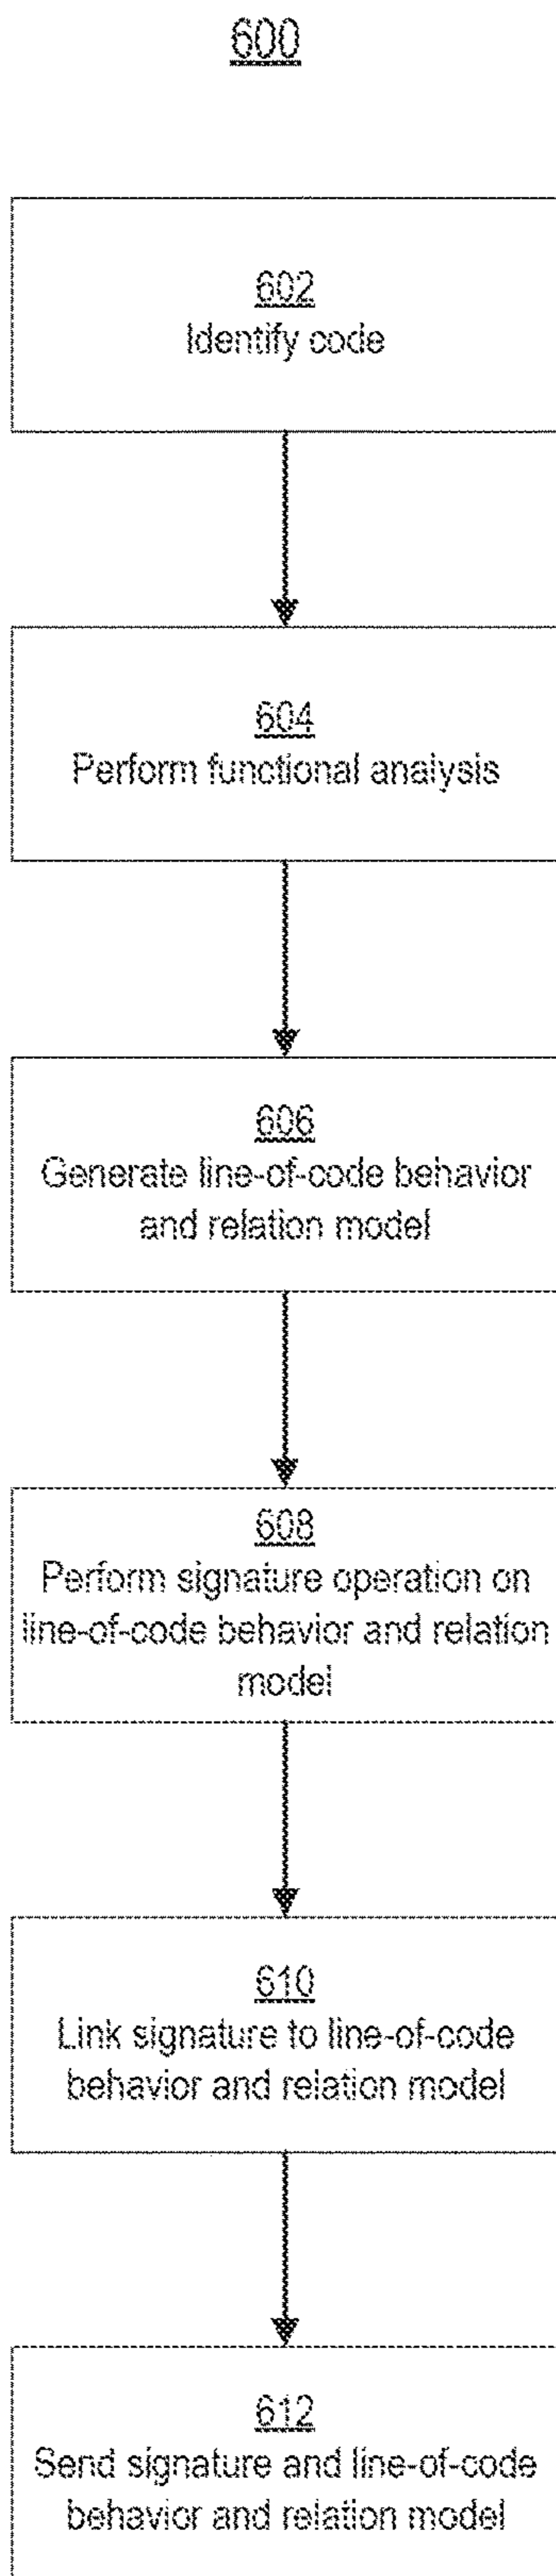 600
602
Identify code
604
Perform functional analysis
606
Generate line-of-code behavior
and relation model
608
Perform signature operation on
line-of-code behavior and relation
model
610
Link signature to line-of-code
behavior and relation model
612
Send signature and line-of-code
behavior and relation model